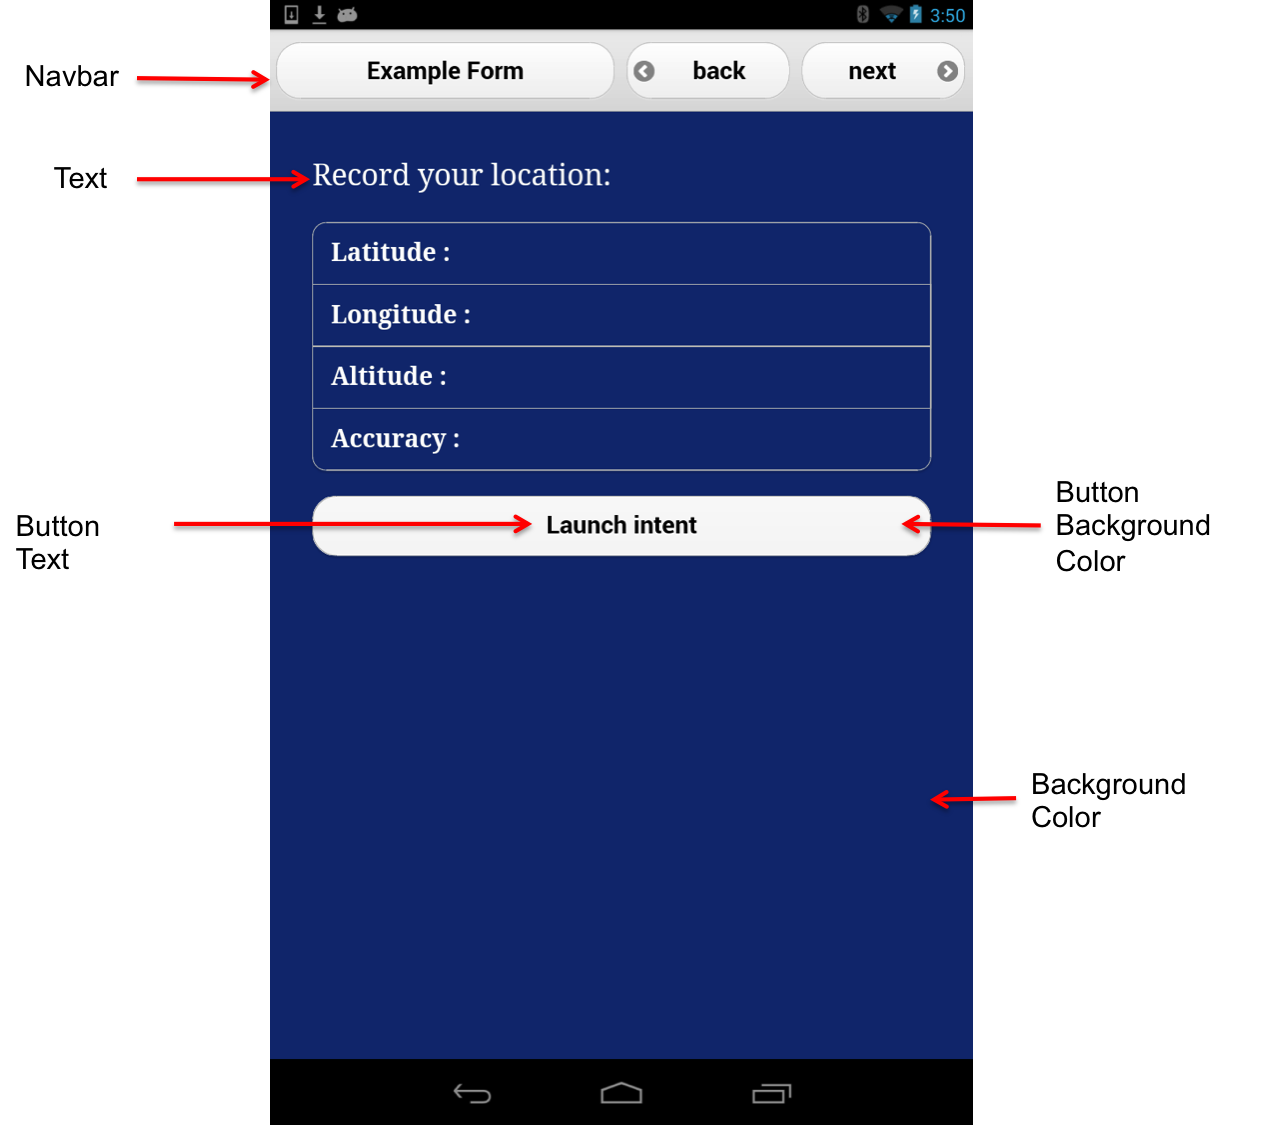 3:50
Example Form
back
next
Navbar
Text
Record your location:
Latitude :
Longitude :
Altitude :
Accuracy :
Button
Text
Launch intent
Button
Background
Color
Background
Color